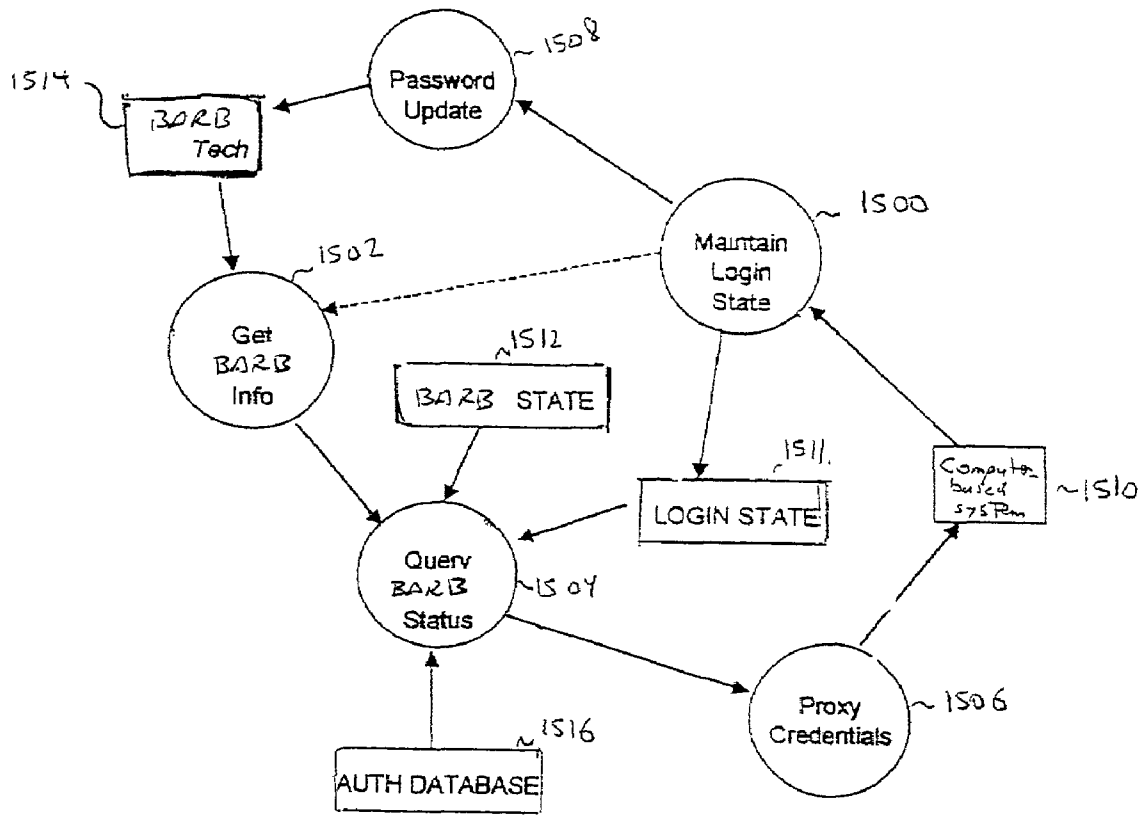 1508
Password
Update
1514
BARB
Tech
1500
Maintain
Login
State
1502
Get
BARB
Info
1512
BARB STATE
1511.
LOGIN STATE
Computer-
based
system
1510
Query
BARB
Status
1504
Proxy
Credentials
1506
1516
AUTH DATABASE